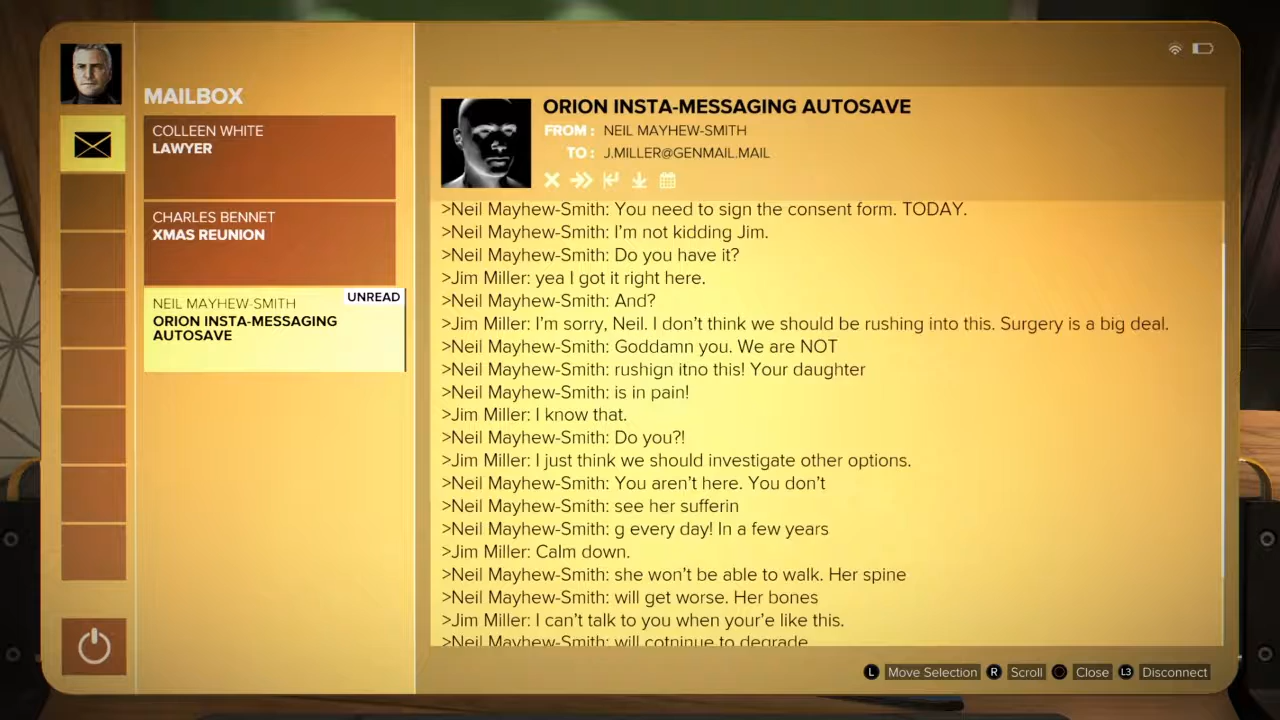 MAILBOX
COLLEEN WHITE
LAWYER
CHARLES BENNET
XMAS REUNION
NEIL MAYHEW-SMITH
UNREAD
ORION INSTA-MESSAGING
AUTOSAVE
ORION INSTA-MESSAGING AUTOSAVE
FROM : NEIL MAYHEW-SMITH
TO : J.MILLER@GENMAIL.MAIL
>Neil Mayhew-Smith: You need to sign the consent form. TODAY.
>Neil Mayhew-Smith: I'm not kidding Jim.
>Neil Mayhew-Smith: Do you have it?
>Jim Miller: yea I got it right here.
>Neil Mayhew-Smith: And?
>Jim Miller: I'm sorry, Neil. I don't think we should be rushing into this. Surgery is a big deal.
>Neil Mayhew-Smith: Goddamn you. We are NOT
>Neil Mayhew-Smith: rushign itno this! Your daughter
>Neil Mayhew-Smith: is in pain!
>Jim Miller: I know that.
>Neil Mayhew-Smith: Do you?!
>Jim Miller: I just think we should investigate other options.
>Neil Mayhew-Smith: You aren't here. You don't
>Neil Mayhew-Smith: see her sufferin
>Neil Mayhew-Smith: g every day! In a few years
>Jim Miller: Calm down.
>Neil Mayhew-Smith: she won't be able to walk. Her spine
>Neil Mayhew-Smith: will get worse. Her bones
>Jim Miller: I can't talk to you when your'e like this.
>Neil Mayhew-Smith: will cotninue to degrade
L Move Selection R Scroll Close L3 Disconnect